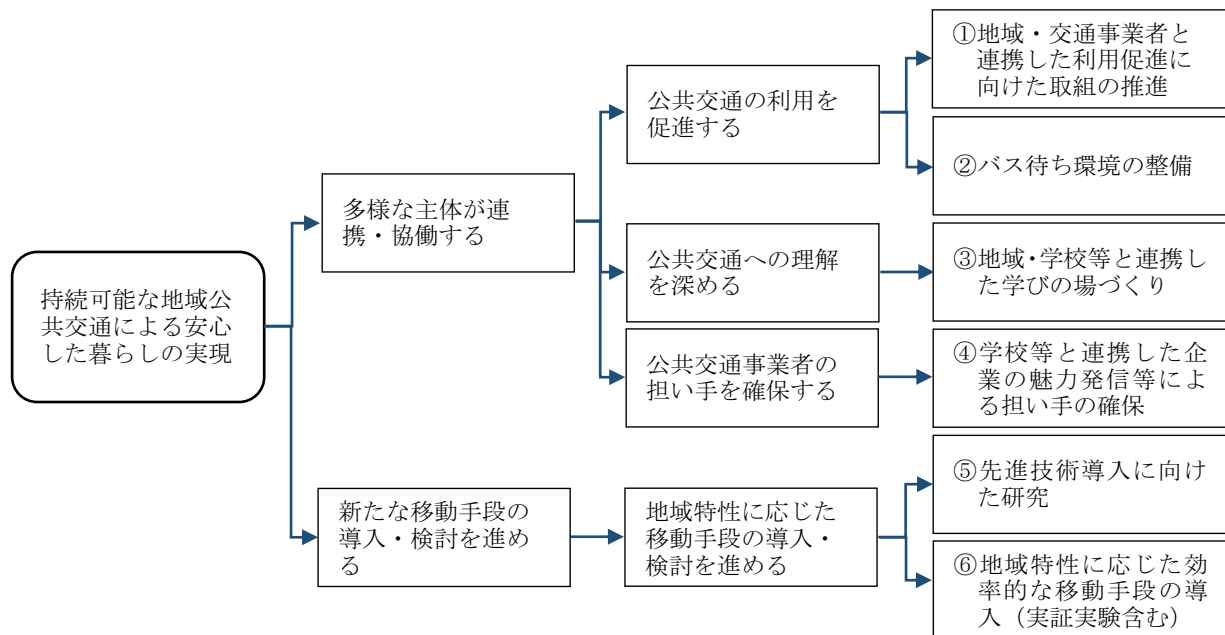 持続可能な地域公
共交通による安心
した暮らしの実現
多様な主体が連
携・協働する
新たな移動手段の
導入・検討を進め
る
公共交通の利用を
促進する
公共交通への理解
を深める
公共交通事業者の
担い手を確保する
地域特性に応じた
移動手段の導入・
検討を進める
①地域・交通事業者と
連携した利用促進に
向けた取組の推進
②バス待ち環境の整備
③地域・学校等と連携し
た学びの場づくり
④学校等と連携した企
業の魅力発信等によ
る担い手の確保
⑤先進技術導入に向け
た研究
⑥地域特性に応じた効
率的な移動手段の導
入（実証実験含む）